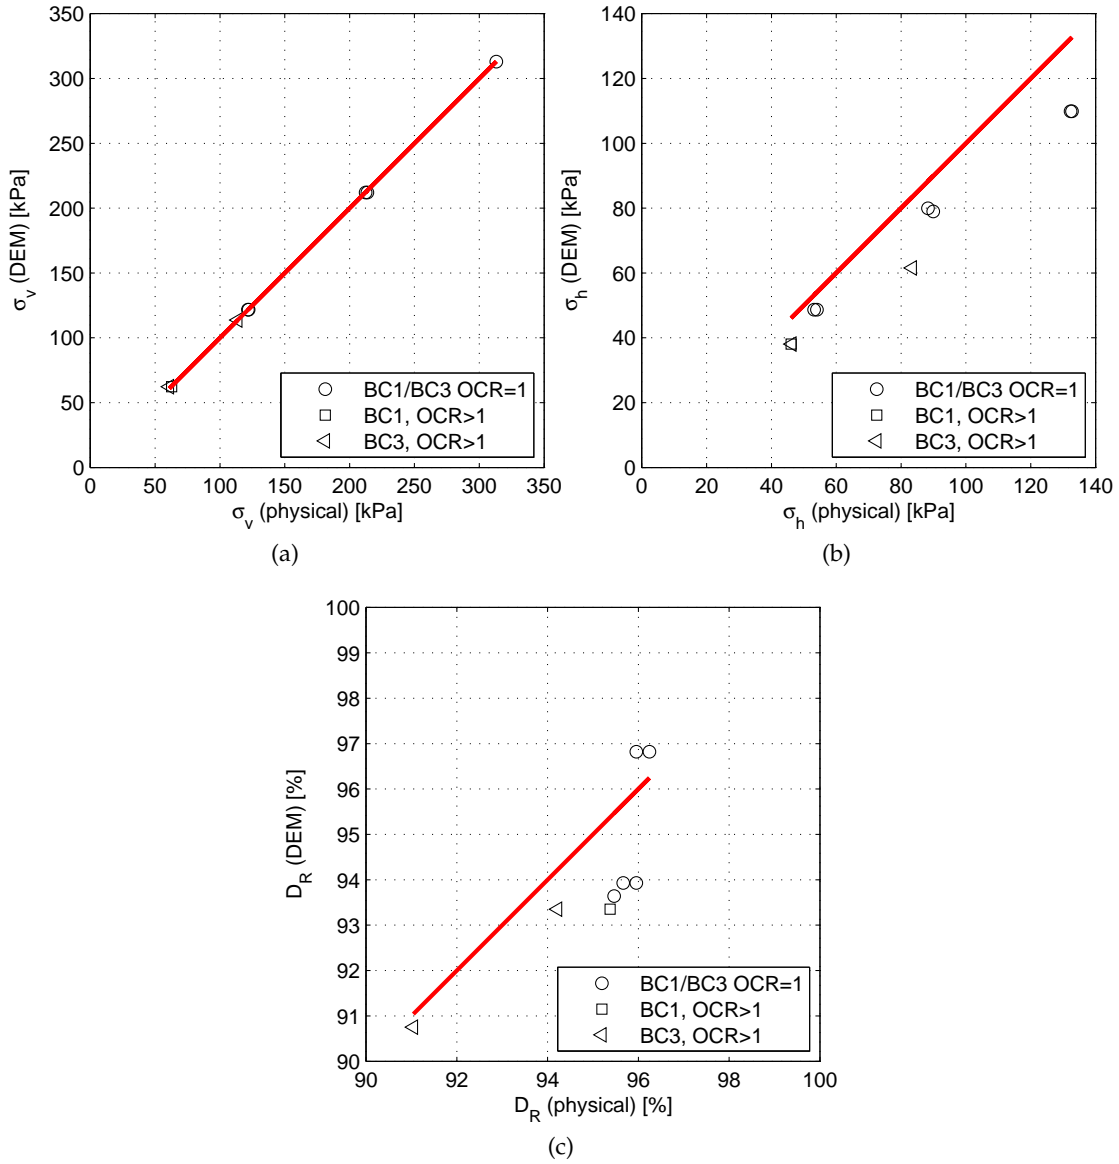 350
300
250
200
150
100
50
0
σv (DEM) [kPa]
BC1/BC3 OCR=1
BC1, OCR>1
BC3, OCR>1
0 50 100 150 200 250 300 350
σv (physical) [kPa]
(a)
140
120
100
80
60
40
20
0
σh (DEM) [kPa]
BC1/BC3 OCR=1
BC1, OCR>1
BC3, OCR>1
0 20 40 60 80 100 120 140
σh (physical) [kPa]
(b)
100
99
98
97
96
95
94
93
92
91
90
DR (DEM) [%]
BC1/BC3 OCR=1
BC1, OCR>1
BC3, OCR>1
90 92 94 96 98 100
DR (physical) [%]
(c)